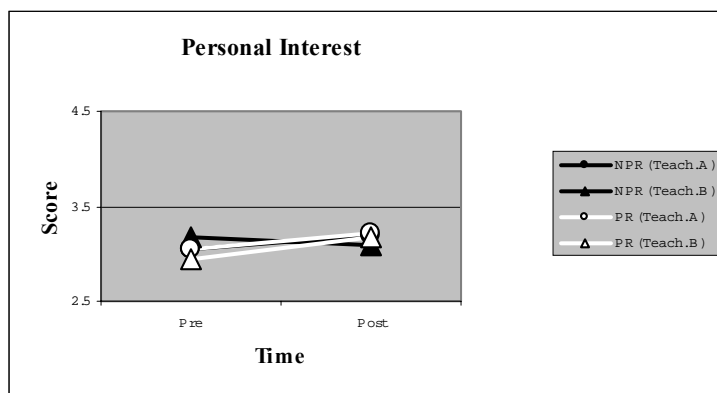 Personal Interest
4.5
3.5
2.5
Score
Pre
Post
Time
NPR (Teach.A)
NPR (Teach.B)
PR (Teach.A)
PR (Teach.B)